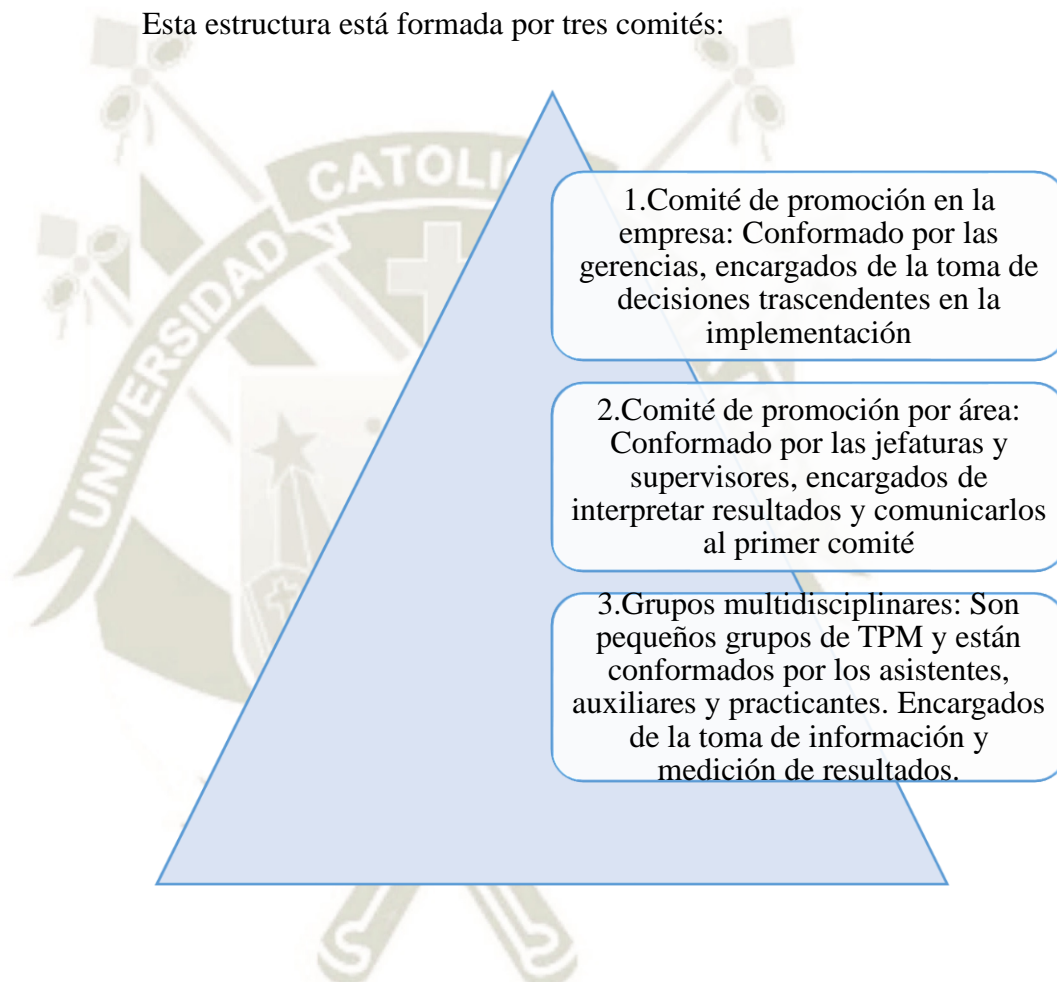 Esta estructura está formada por tres comités:
UNIVERSIDAD
CATOLI
1.Comité de promoción en la
empresa: Conformado por las
gerencias, encargados de la toma de
decisiones trascendentes en la
implementación
2.Comité de promoción por área:
Conformado por las jefaturas y
supervisores, encargados de
interpretar resultados y comunicarlos
al primer comité
3.Grupos multidisciplinares: Son
pequeños grupos de TPM y están
conformados por los asistentes,
auxiliares y practicantes. Encargados
de la toma de información y
medición de resultados.